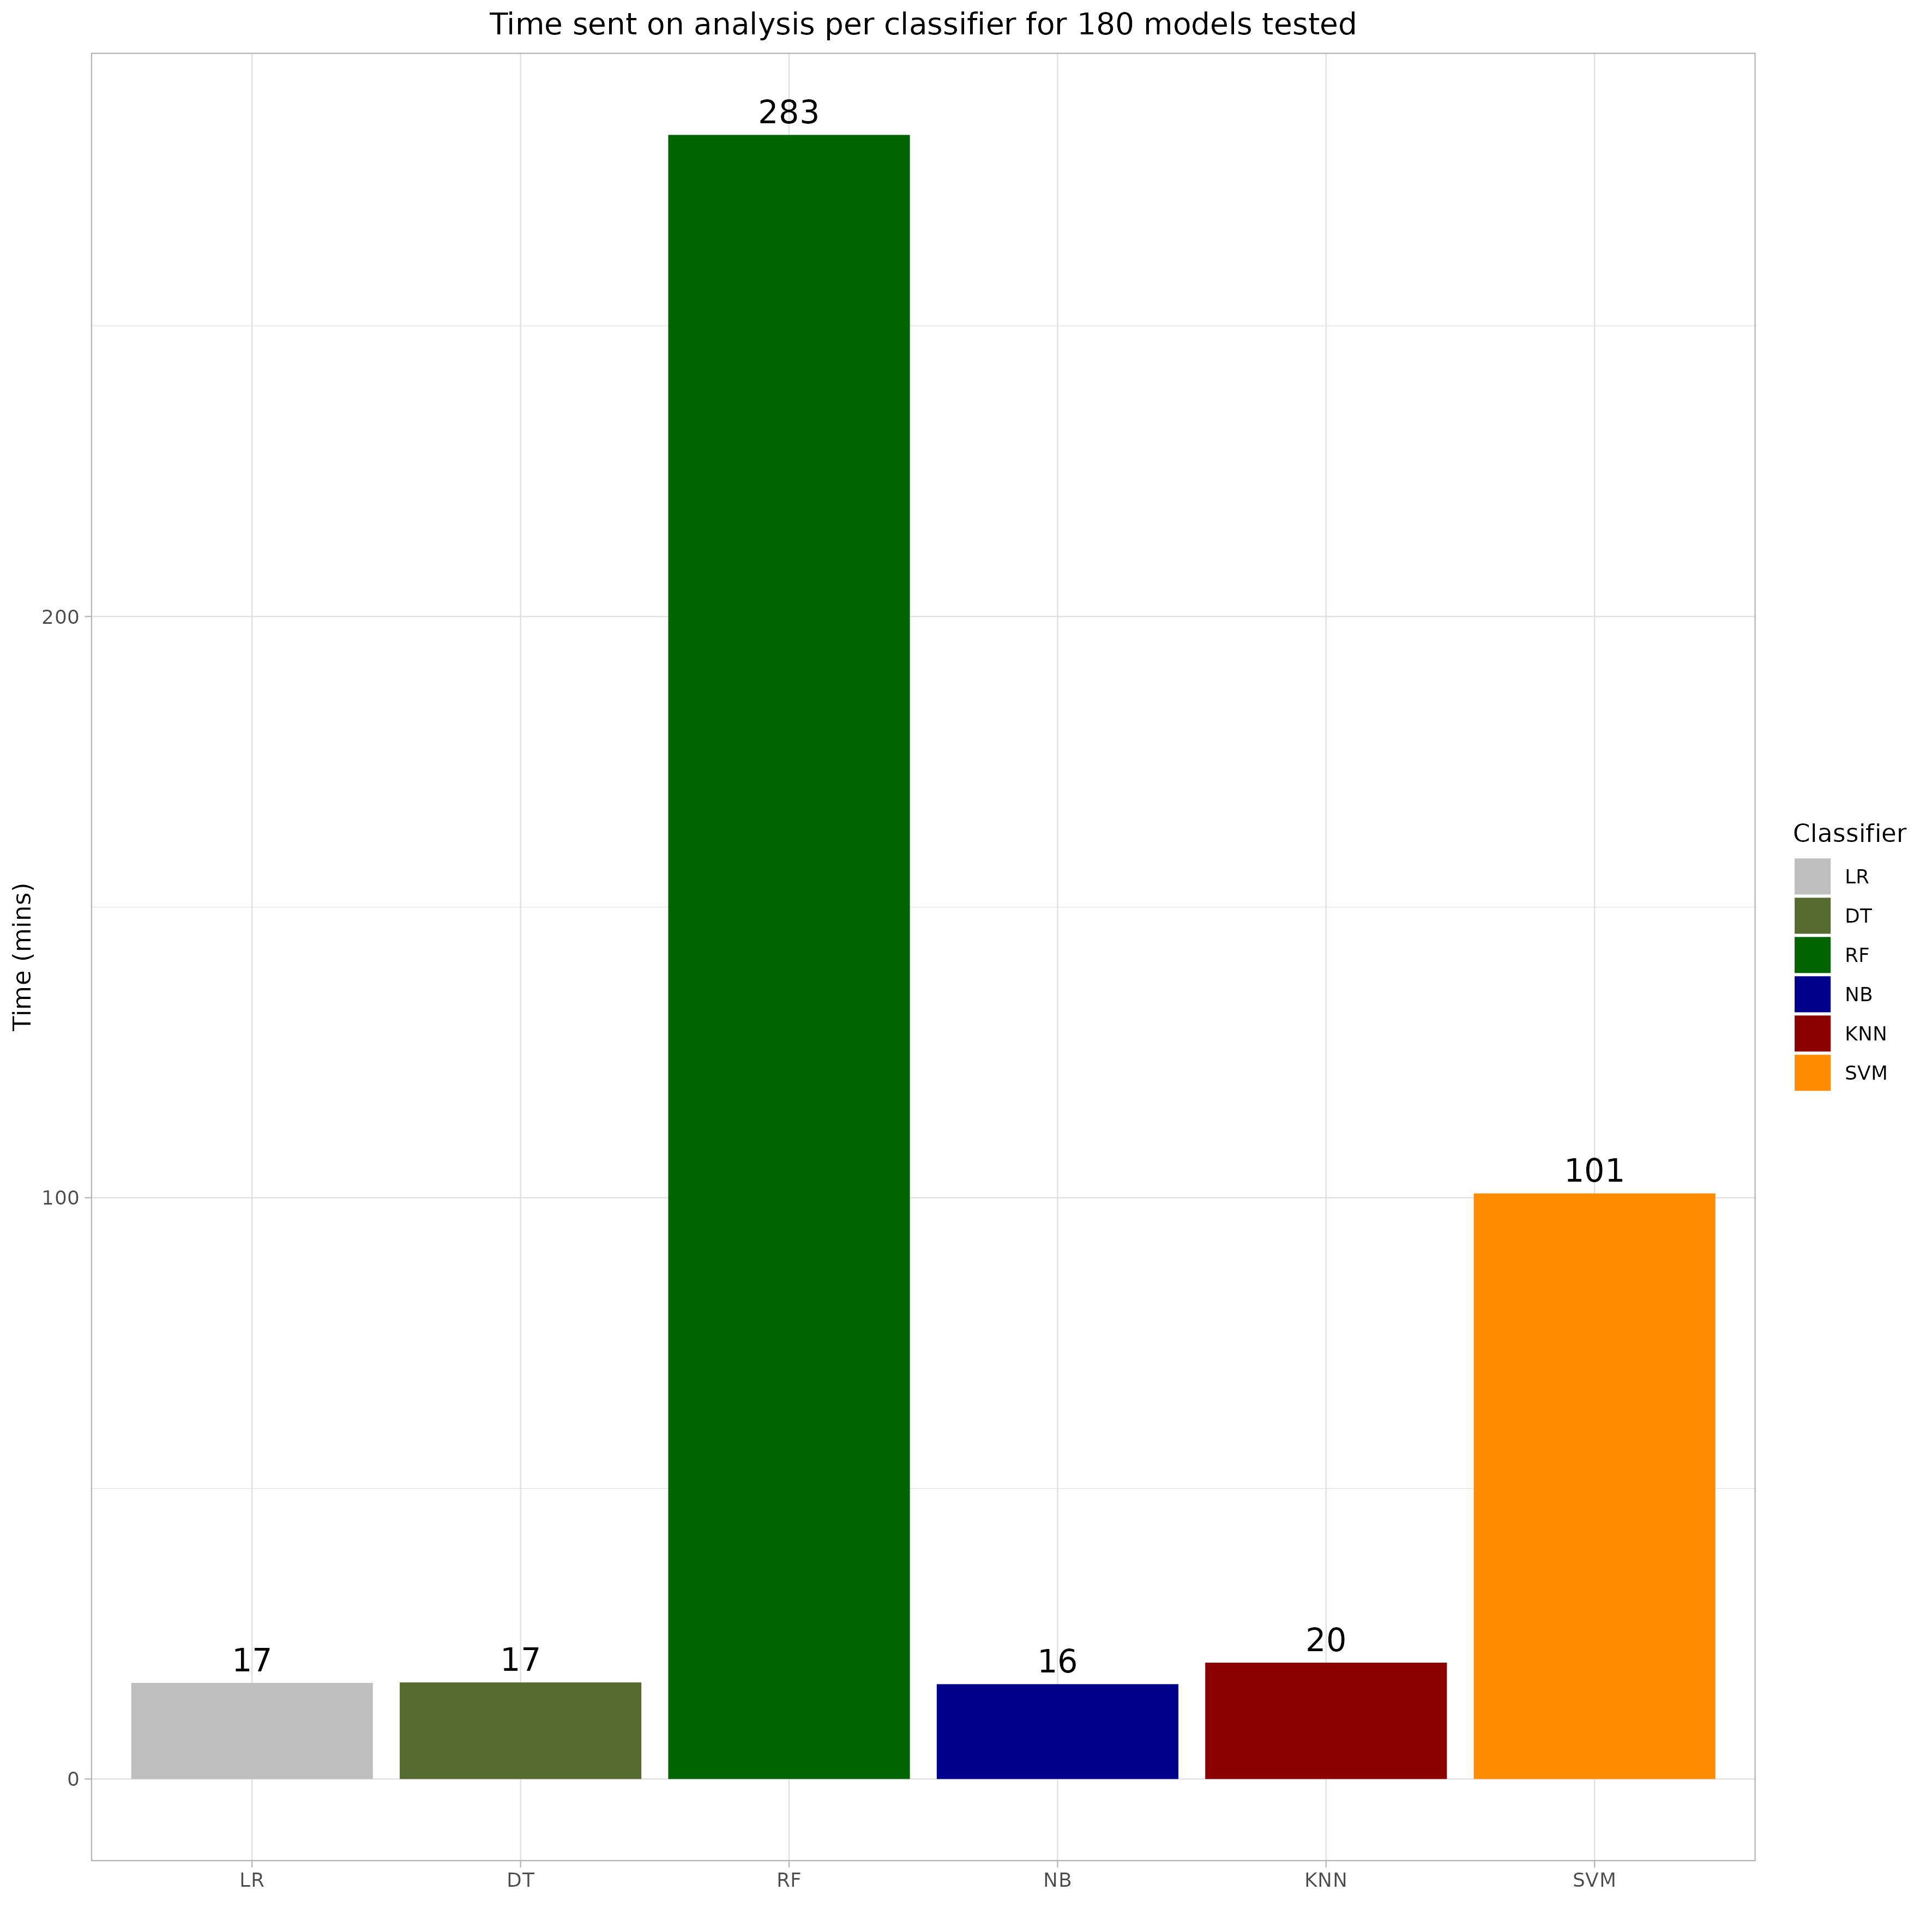 Time sent on analysis per classifier for 180 models tested
283
200
Classifier
LR
DT
RF
NB
KNN
SVM
Time (mins)
100
101
17
17
16
20
0
LR
DT
RF
NB
KNN
SVM